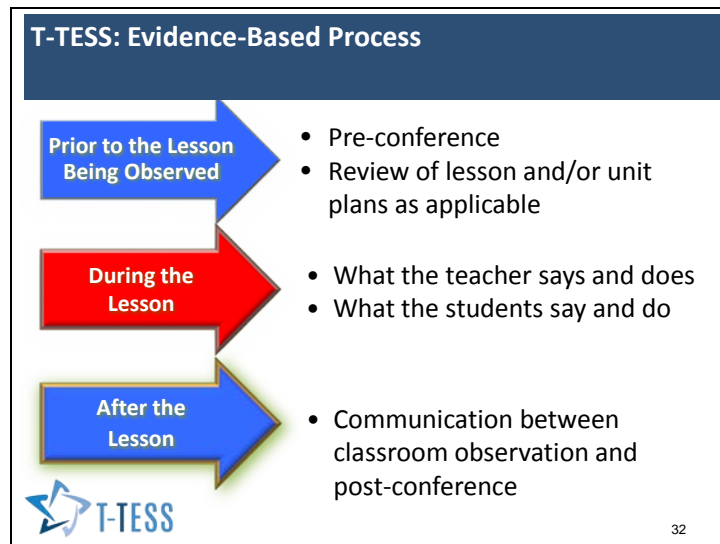 T-TESS: Evidence-Based Process
Prior to the Lesson
Being Observed
• Pre-conference
• Review of lesson and/or unit
plans as applicable
During the
Lesson
• What the teacher says and does
• What the students say and do
After the
Lesson
• Communication between
classroom observation and
post-conference
T-TESS
32